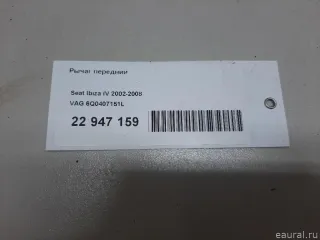 Рычаг передний
Seat Ibiza IV 2002-2008
VAG 6Q0407151L
22 947 159
eaural.ru